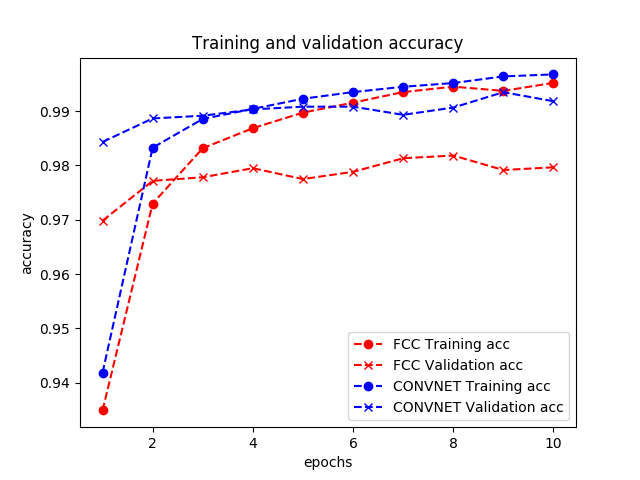 Training and validation accuracy
accuracy
0.99
0.98
0.97
0.96
0.95
0.94
FCC Training acc
FCC Validation acc
CONVNET Training acc
CONVNET Validation acc
2
4
6
8
10
epochs